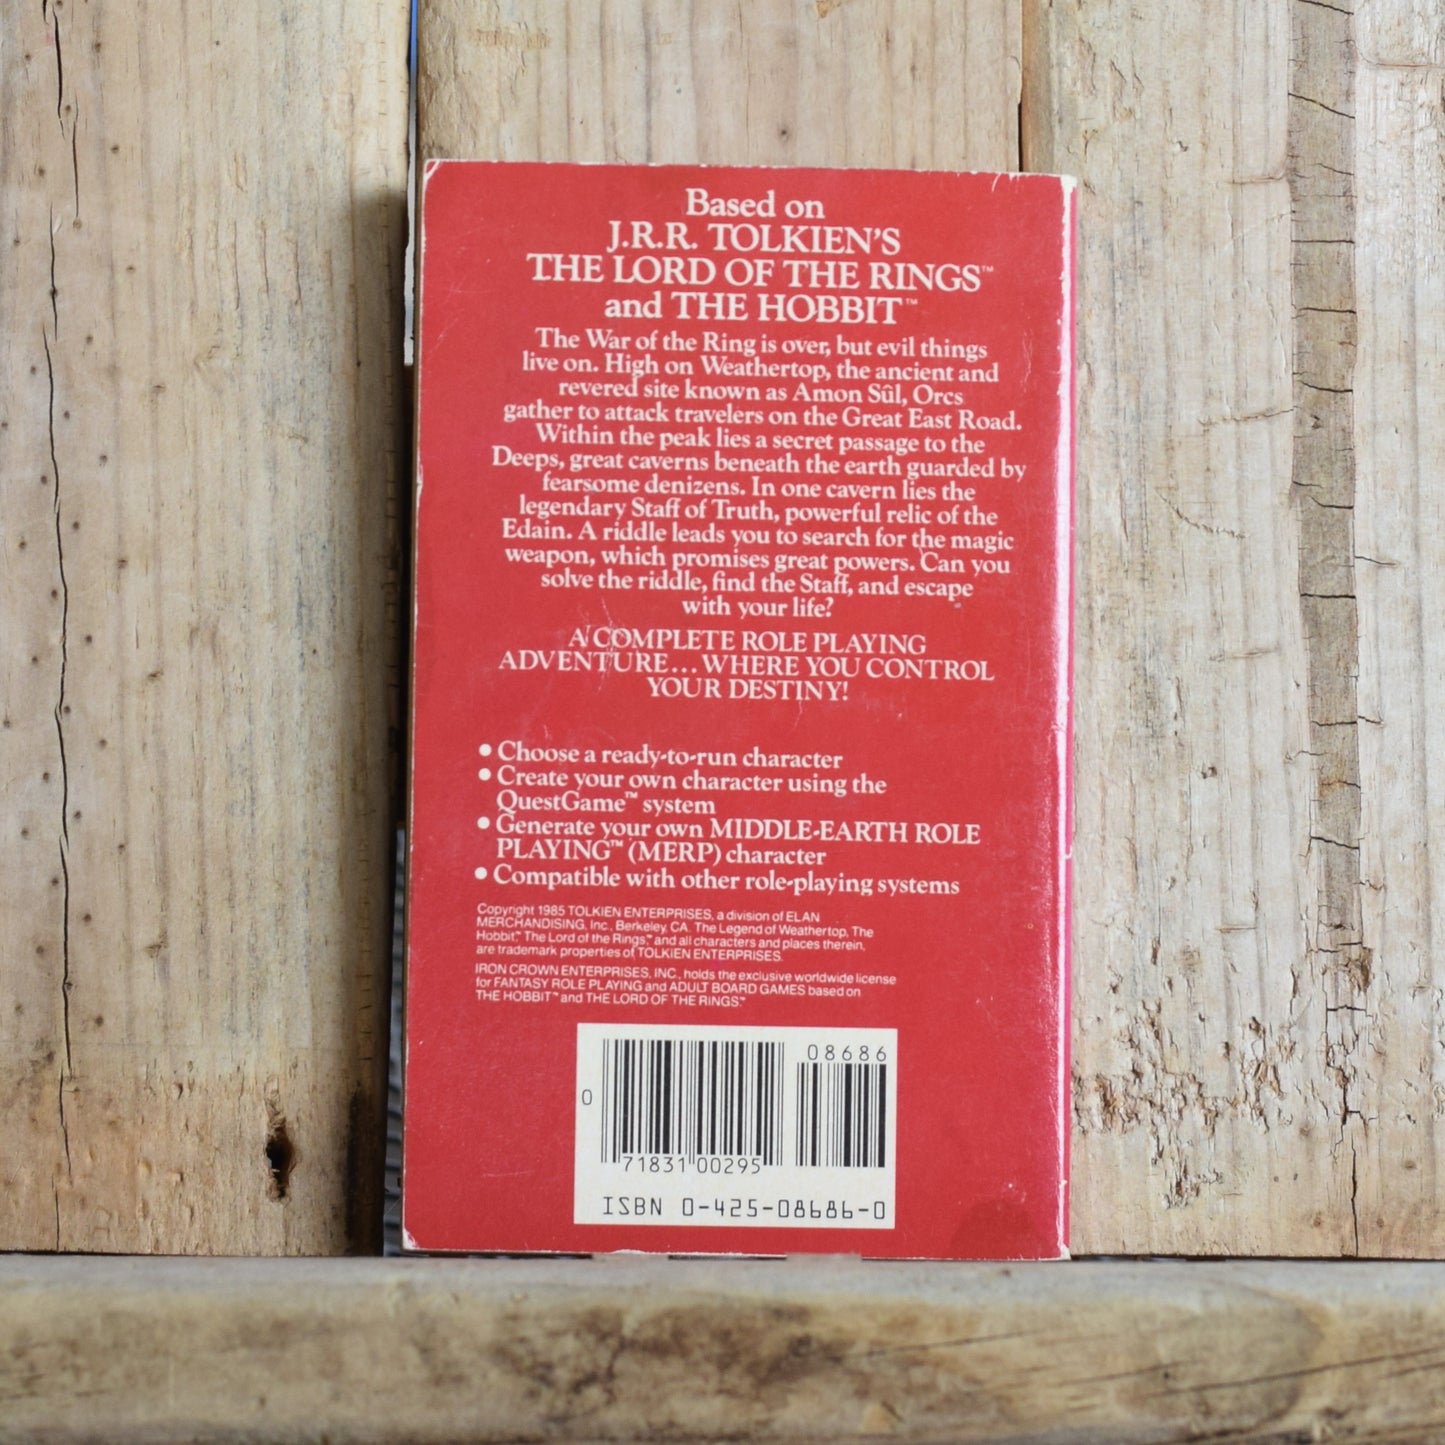 Based on
J.R.R. TOLKIEN'S
THE LORD OF THE RINGS™
and THE HOBBIT™
The War of the Ring is over, but evil things
live on. High on Weathertop, the ancient and
revered site known as Amon Sûl, Orcs
gather to attack travelers on the Great East Road.
Within the peak lies a secret passage to the
Deeps, great caverns beneath the earth guarded by
fearsome denizens. In one cavern lies the
legendary Staff of Truth, powerful relic of the
Edain. A riddle leads you to search for the magic
weapon, which promises great powers. Can you
solve the riddle, find the Staff, and escape
with your life?
A COMPLETE ROLE PLAYING
ADVENTURE...WHERE YOU CONTROL
YOUR DESTINY!
• Choose a ready-to-run character
• Create your own character using the
QuestGame™ system
• Generate your own MIDDLE-EARTH ROLE
PLAYING™ (MERP) character
• Compatible with other role-playing systems
Copyright 1985 TOLKIEN ENTERPRISES, a division of ELAN
MERCHANDISING, Inc., Berkeley, CA. The Legend of Weathertop, The
Hobbit,™ The Lord of the Rings,™ and all characters and places therein,
are trademark properties of TOLKIEN ENTERPRISES.
IRON CROWN ENTERPRISES, INC., holds the exclusive worldwide license
for FANTASY ROLE PLAYING and ADULT BOARD GAMES based on
THE HOBBIT™ and THE LORD OF THE RINGS.™
08686
0
71831 00295
ISBN 0-425-08686-0